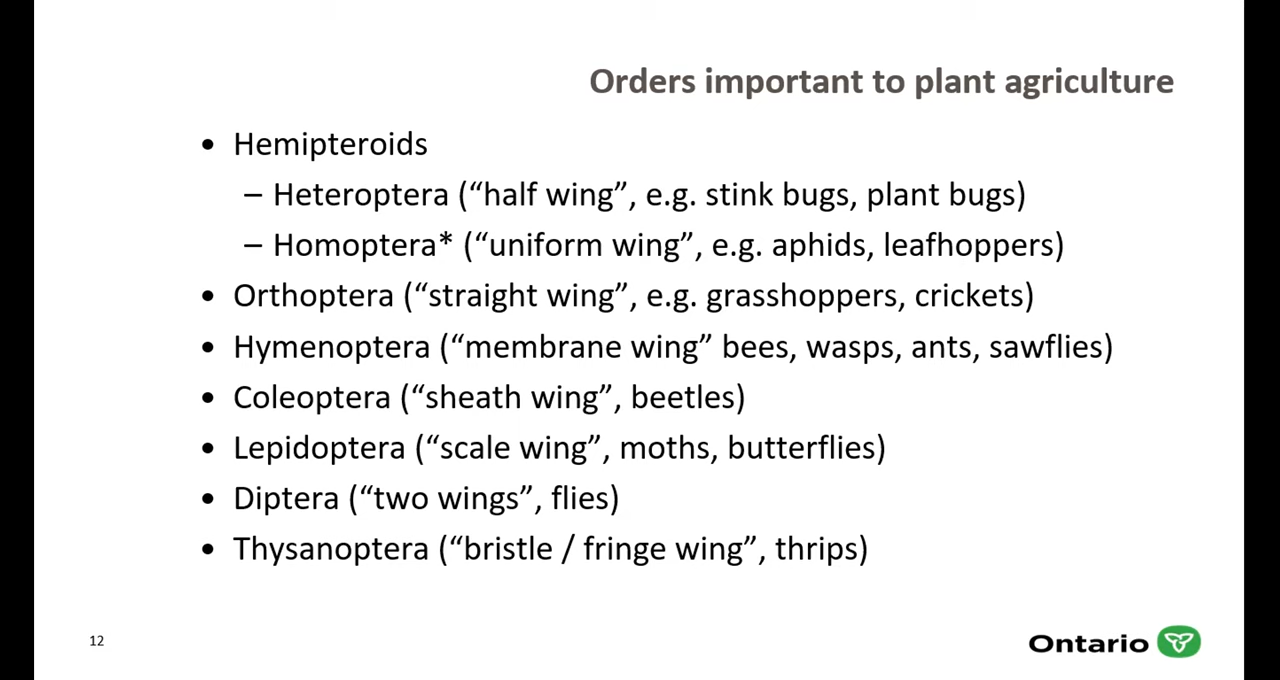 Orders important to plant agriculture
• Hemipteroids
– Heteroptera (“half wing”, e.g. stink bugs, plant bugs)
– Homoptera* (“uniform wing”, e.g. aphids, leafhoppers)
• Orthoptera (“straight wing”, e.g. grasshoppers, crickets)
• Hymenoptera (“membrane wing” bees, wasps, ants, sawflies)
• Coleoptera (“sheath wing”, beetles)
• Lepidoptera (“scale wing”, moths, butterflies)
• Diptera (“two wings”, flies)
• Thysanoptera (“bristle / fringe wing”, thrips)
12
Ontario